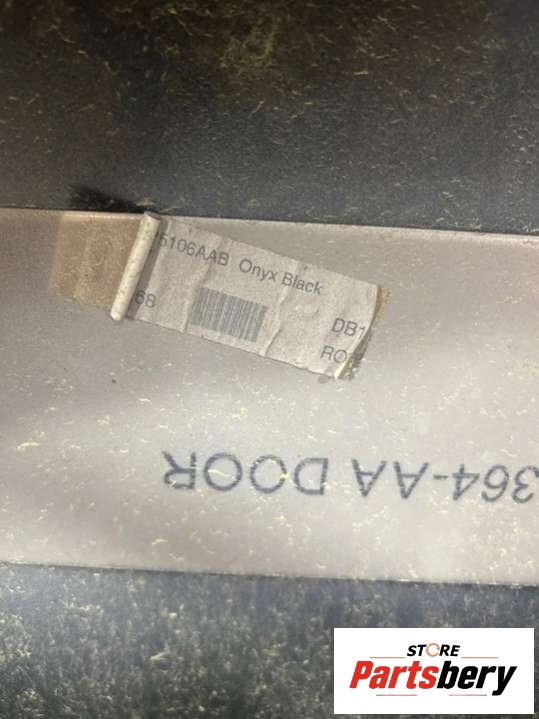 5106AAB Onyx Black
68
DB1
RO
364-AA DOOR
STORE
Partsbery